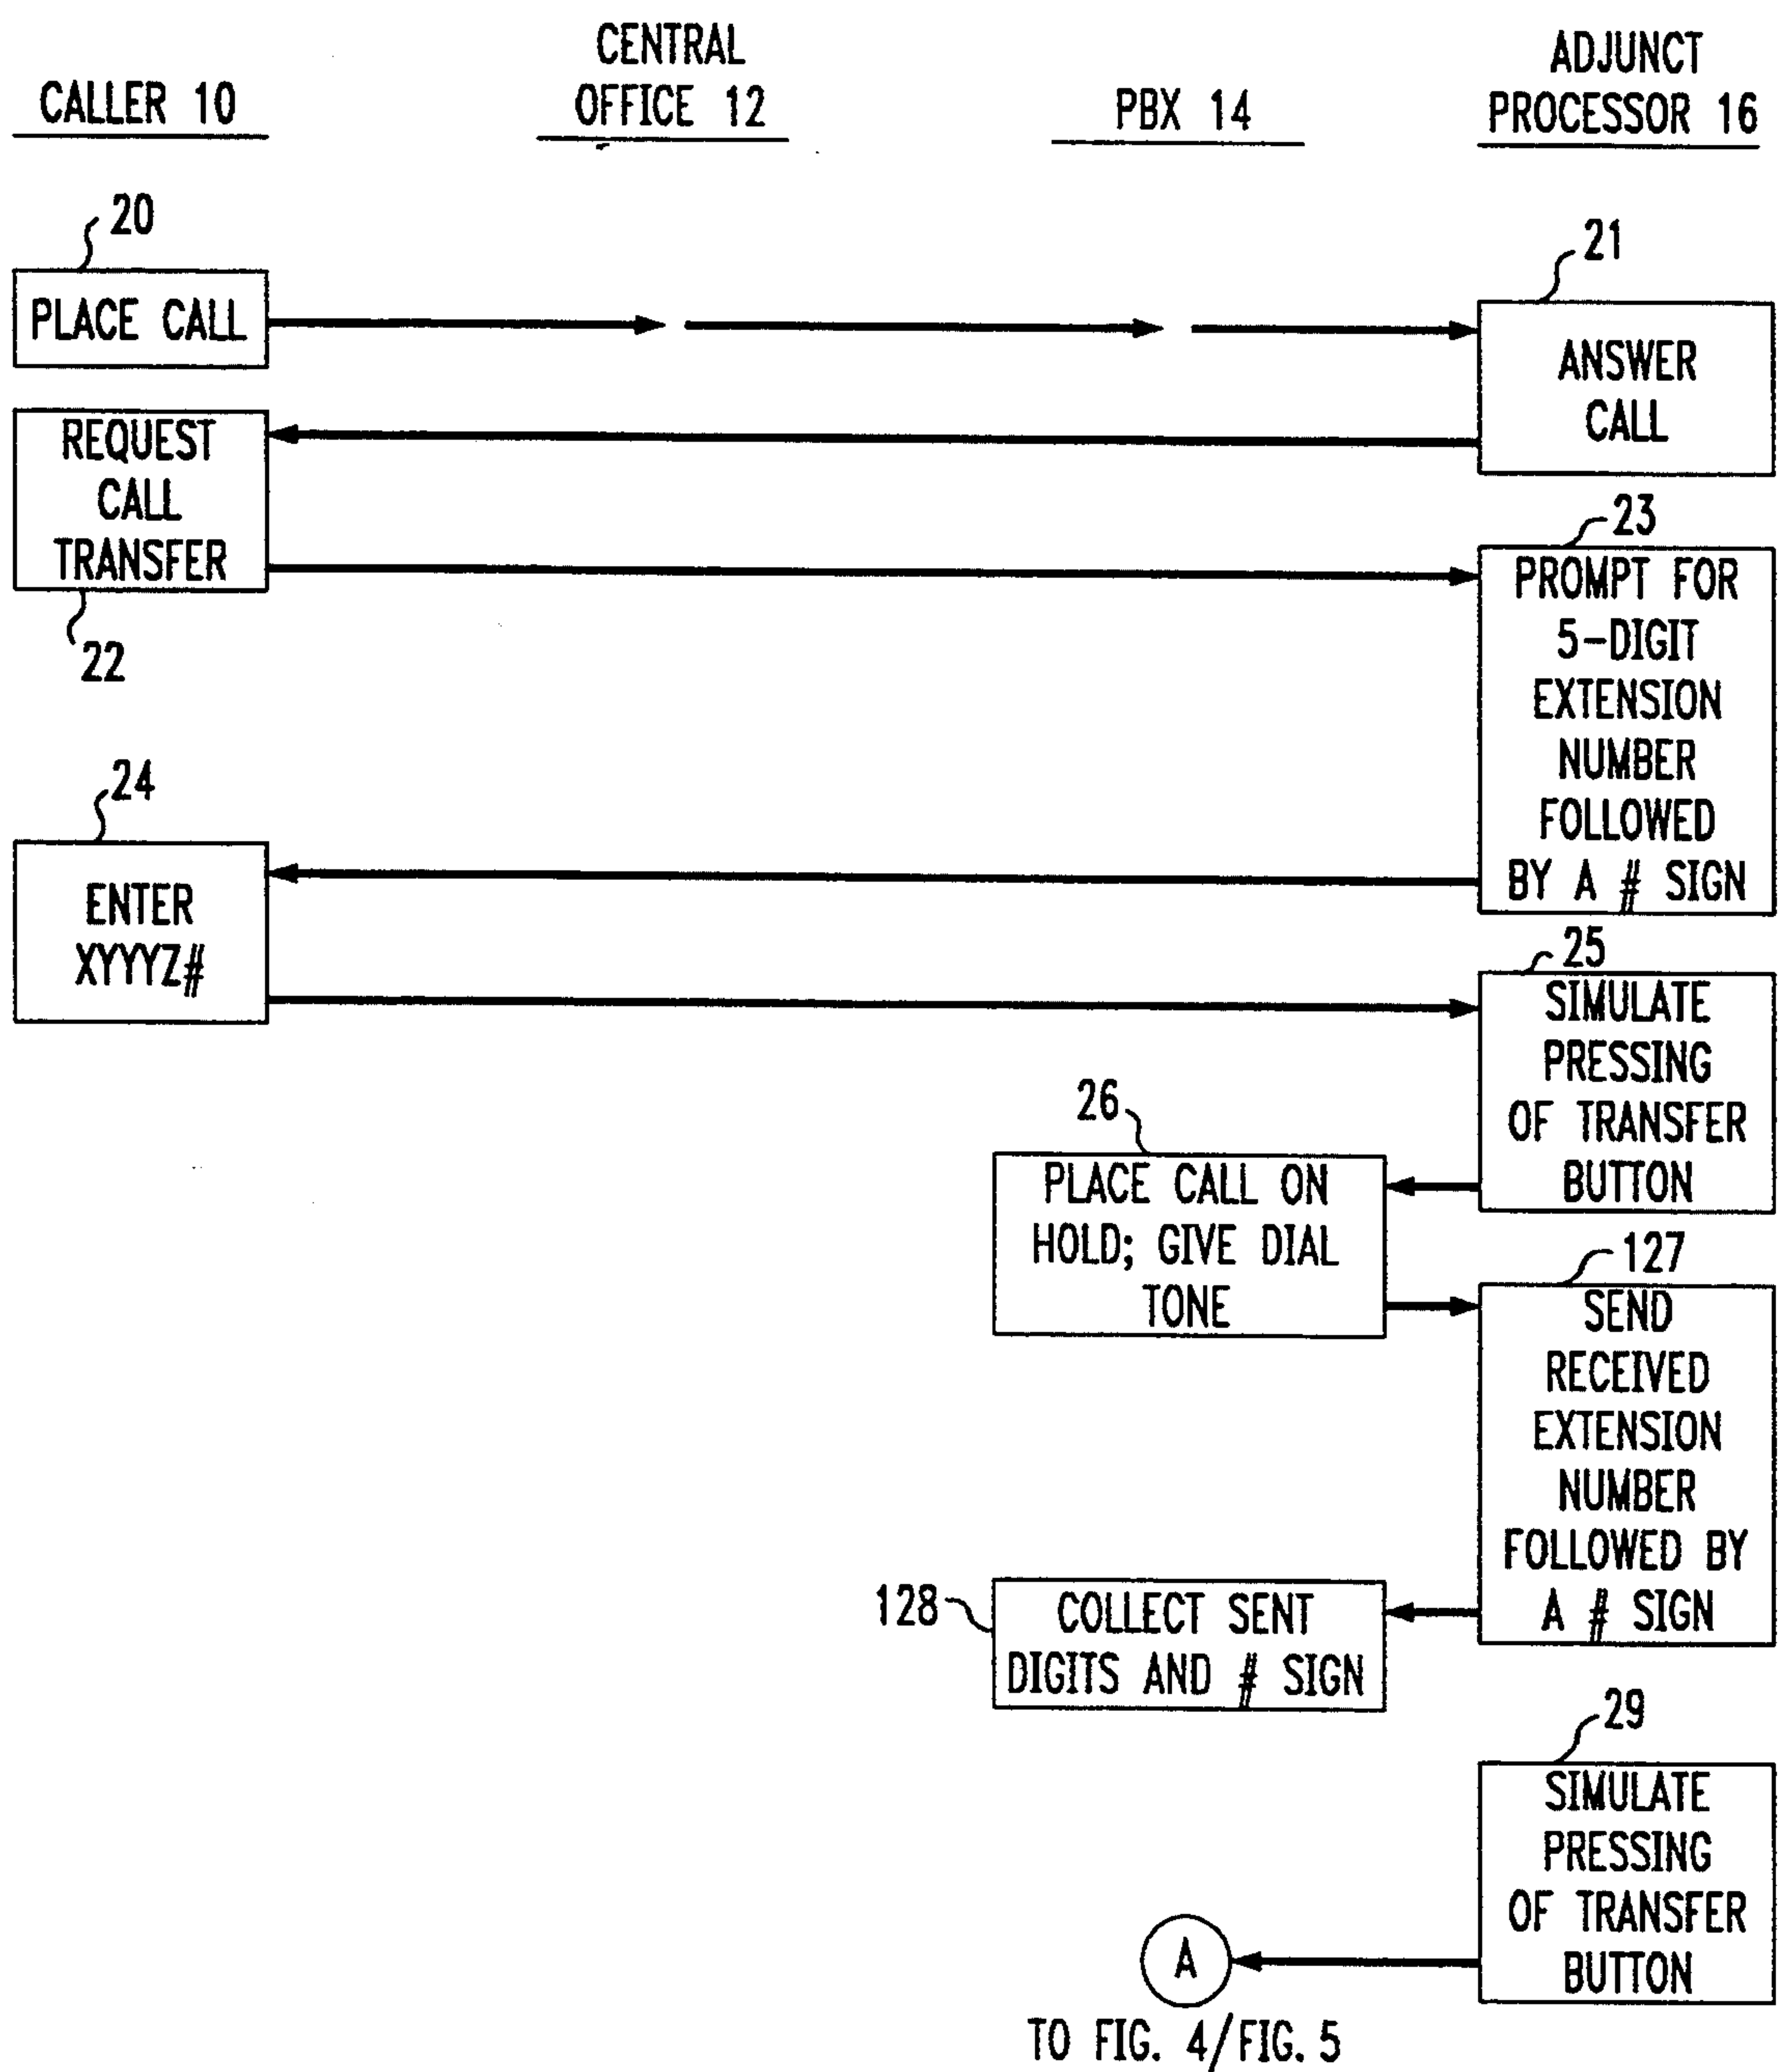 CALLER 10
CENTRAL
OFFICE 12
PBX 14
ADJUNCT
PROCESSOR 16
20
PLACE CALL
21
ANSWER
CALL
REQUEST
CALL
TRANSFER
22
23
PROMPT FOR
5-DIGIT
EXTENSION
NUMBER
FOLLOWED
BY A # SIGN
24
ENTER
XYYYZ#
25
SIMULATE
PRESSING
OF TRANSFER
BUTTON
26
PLACE CALL ON
HOLD; GIVE DIAL
TONE
127
SEND
RECEIVED
EXTENSION
NUMBER
FOLLOWED BY
A # SIGN
128
COLLECT SENT
DIGITS AND # SIGN
29
SIMULATE
PRESSING
OF TRANSFER
BUTTON
A
TO FIG. 4/FIG. 5